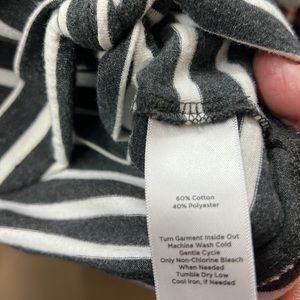 60% Cotton
40% Polyester
Turn Garment Inside Out
Machine Wash Cold
Gentle Cycle
Only Non-Chlorine Bleach
When Needed
Tumble Dry Low
Cool Iron, if Needed